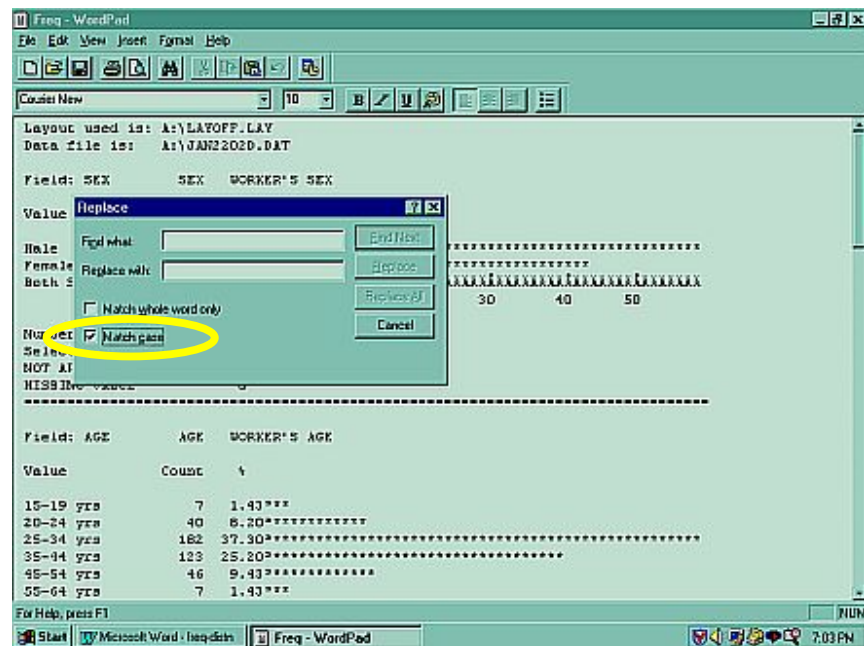 Freq - WordPad
File Edit View Insert Format Help
Courier New 10 B I U
Layout used is: A:\LAYOFF.LAY
Data file is: A:\JAN2202D.DAT
Field: SEX SEX WORKER'S SEX
Value
Replace
Find what:
Find Next
Male
Female
Replace with:
Replace
Both S
Replace All
30 40 50
Match whole word only
Cancel
Number
Match case
Selec
NOT AP
MISSING VALUE
Field: AGE AGE WORKER'S AGE
Value Count %
15-19 yrs 7 1.43
20-24 yrs 40 8.20
25-34 yrs 182 37.30
35-44 yrs 123 25.20
45-54 yrs 46 9.43
55-64 yrs 7 1.43
For Help, press F1 NUM
Start Microsoft Word - freq-distn Freq - WordPad 7:03 PM